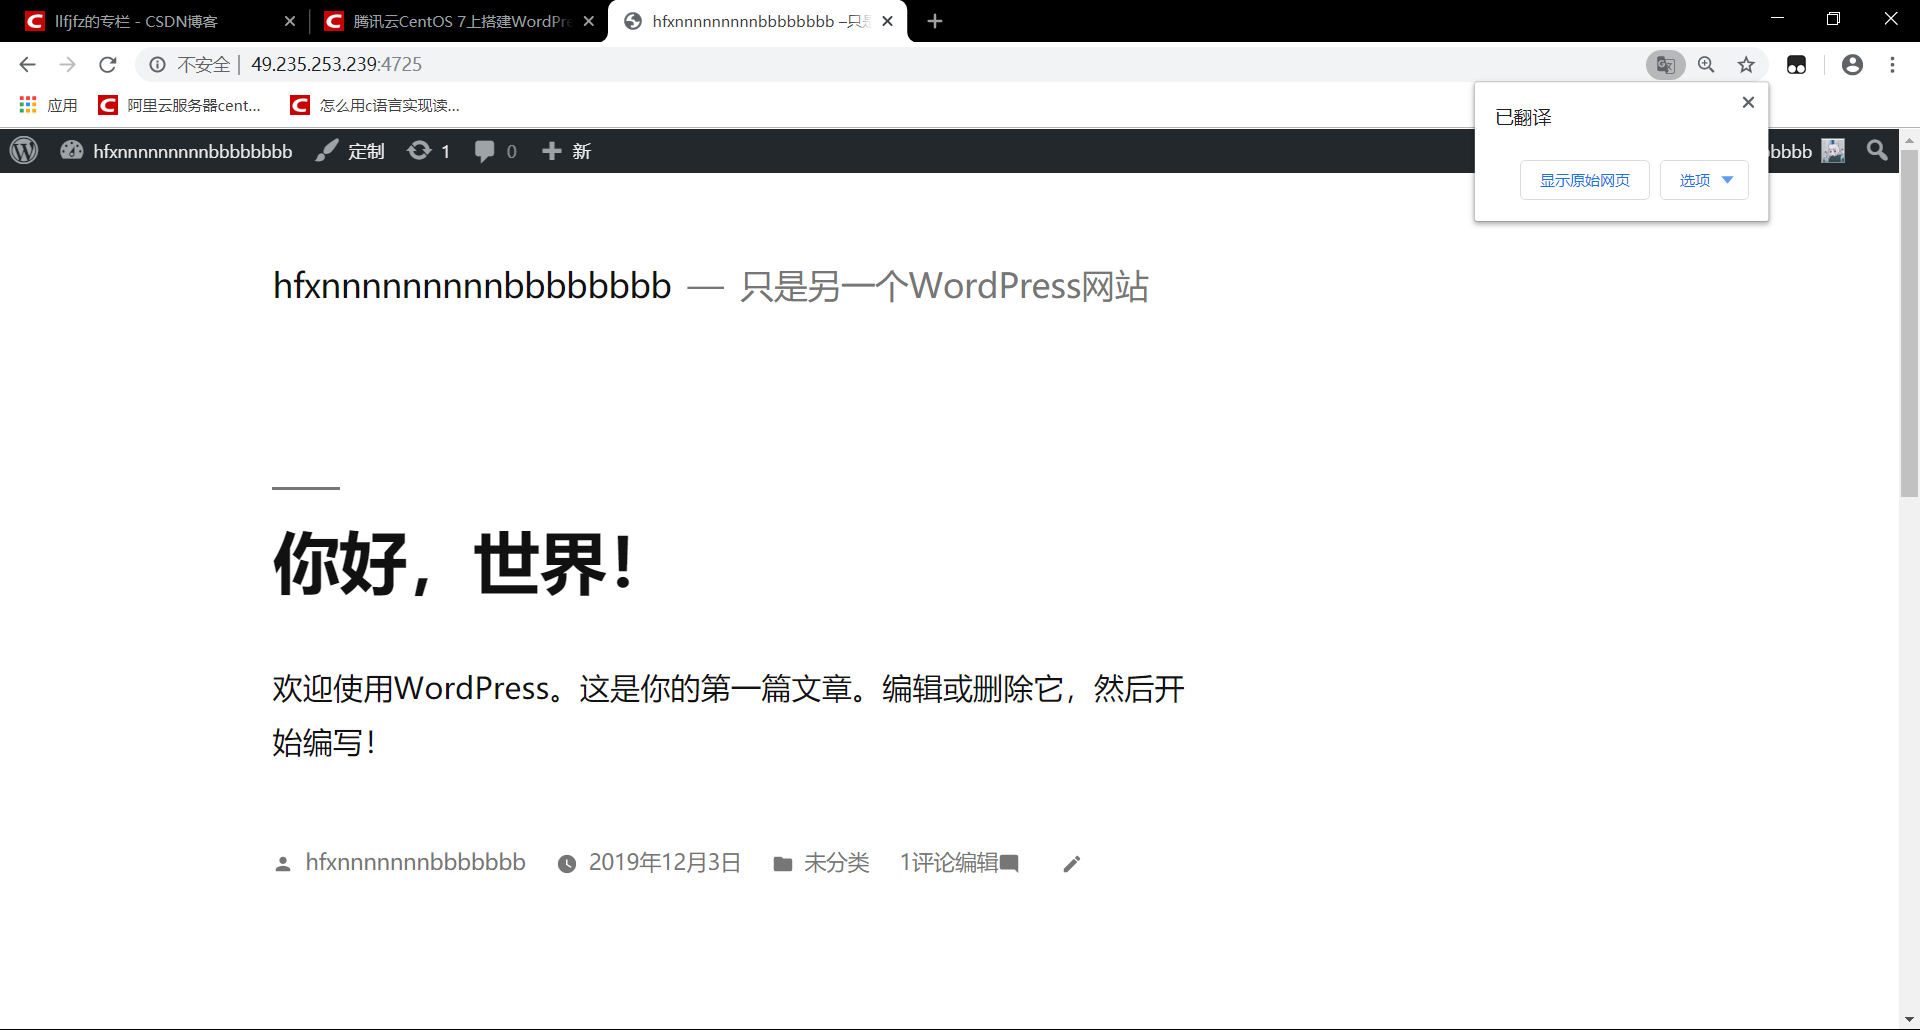 llfjfz的专栏 - CSDN博客
腾讯云CentOS 7上搭建WordPre
hfxnnnnnnnnnbbbbbbbb –只是
不安全 | 49.235.253.239:4725
应用 阿里云服务器cent... 怎么用c语言实现读...
已翻译
显示原始网页 选项
hfxnnnnnnnnnbbbbbbbb 定制 1 0 新 bbbb
hfxnnnnnnnnnbbbbbbbb — 只是另一个WordPress网站
你好，世界！
欢迎使用WordPress。这是你的第一篇文章。编辑或删除它，然后开
始编写！
hfxnnnnnnnbbbbbbb 2019年12月3日 未分类 1评论编辑